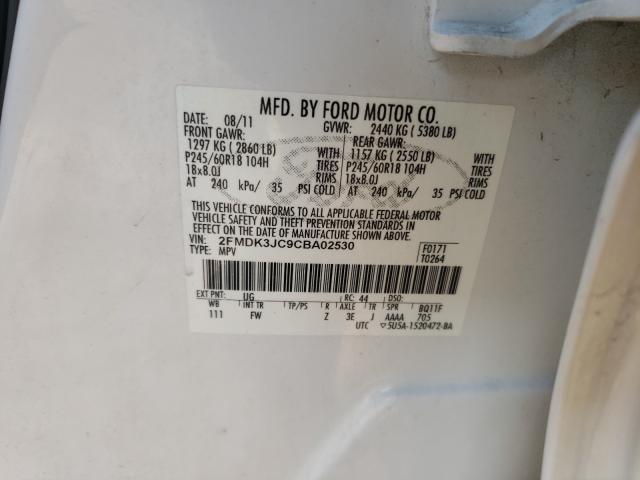 MFD. BY FORD MOTOR CO.
DATE: 08/11 GVWR: 2440 KG ( 5380 LB)
FRONT GAWR: REAR GAWR:
1297 KG ( 2860 LB) 1157 KG ( 2550 LB)
P245/60R18 104H TIRES P245/60R18 104H TIRES
18x8.0J RIMS 18x8.0J RIMS
AT 240 kPa/ 35 PSI COLD AT 240 kPa/ 35 PSI COLD
THIS VEHICLE CONFORMS TO ALL APPLICABLE FEDERAL MOTOR
VEHICLE SAFETY AND THEFT PREVENTION STANDARDS IN
EFFECT ON THE DATE OF MANUFACTURE SHOWN ABOVE.
VIN: 2FMDK3JC9CBA02530 F0171
TYPE: MPV T0264
EXT PNT: UG RC: 44 DSO:
WB INT TR TP/PS R AXLE TR SPR BQ11F
111 FW Z 3E J AAAA 705
UTC ▽5U5A-1520472-BA
Ford